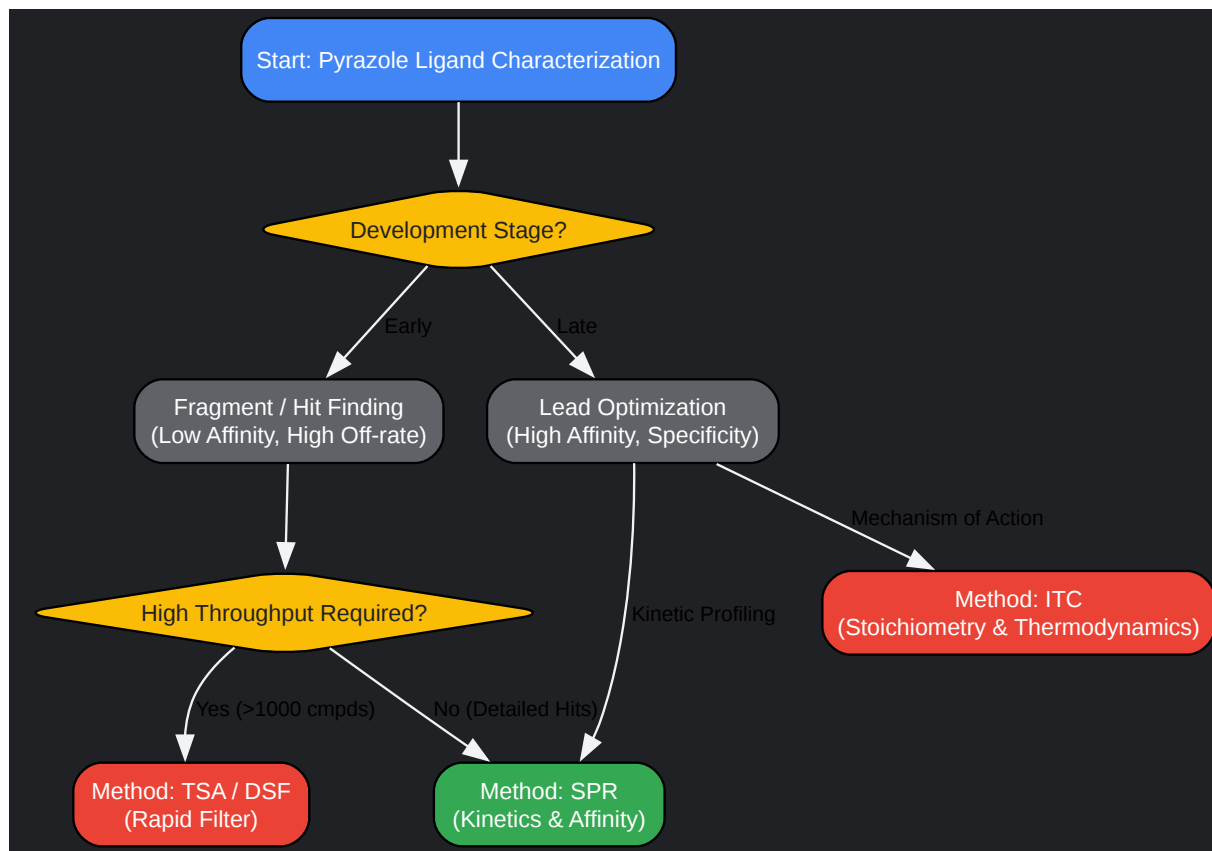 Start: Pyrazole Ligand Characterization
Development Stage?
Early
Late
Fragment / Hit Finding
(Low Affinity, High Off-rate)
Lead Optimization
(High Affinity, Specificity)
Mechanism of Action
High Throughput Required?
Kinetic Profiling
Method: ITC
(Stoichiometry & Thermodynamics)
Yes (>1000 cmpds)
No (Detailed Hits)
Method: TSA / DSF
(Rapid Filter)
Method: SPR
(Kinetics & Affinity)